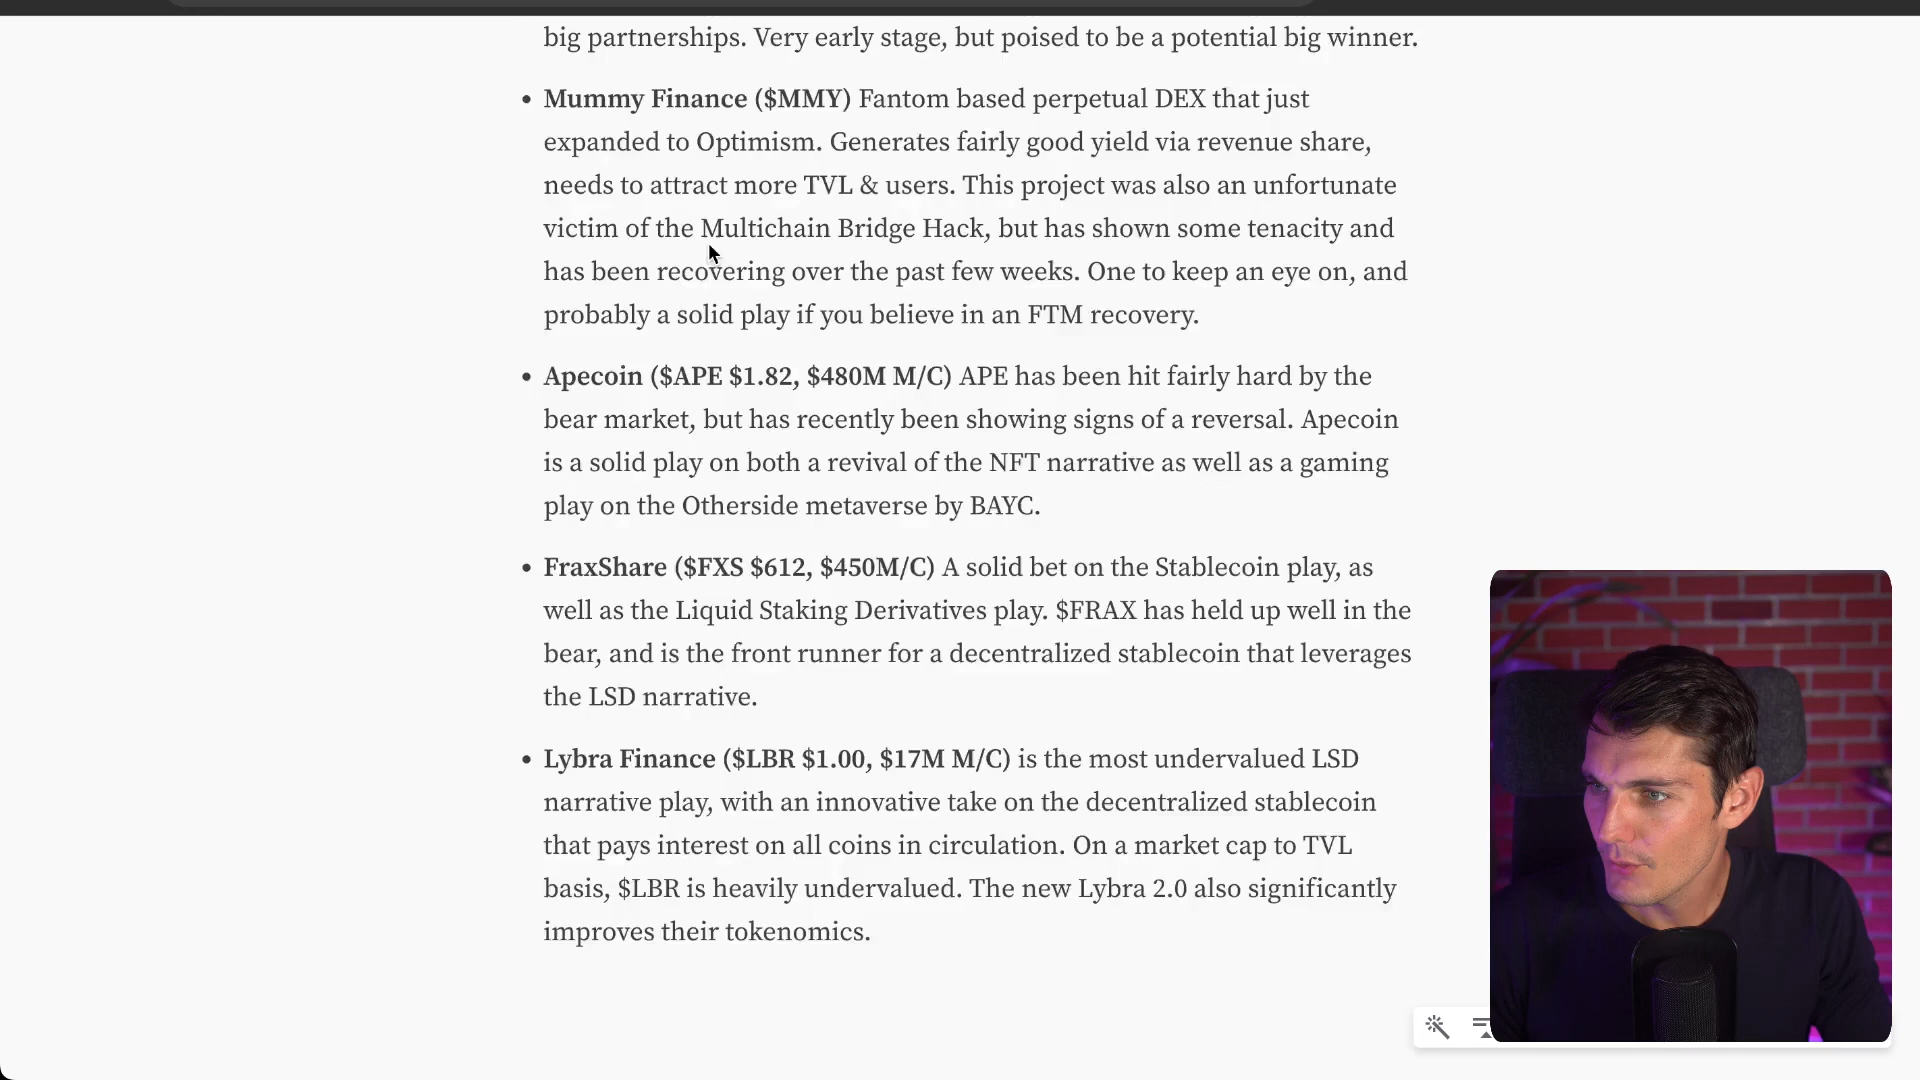 big partnerships. Very early stage, but poised to be a potential big winner.
• Mummy Finance ($MMY) Fantom based perpetual DEX that just
expanded to Optimism. Generates fairly good yield via revenue share,
needs to attract more TVL & users. This project was also an unfortunate
victim of the Multichain Bridge Hack, but has shown some tenacity and
has been recovering over the past few weeks. One to keep an eye on, and
probably a solid play if you believe in an FTM recovery.
• Apecoin ($APE $1.82, $480M M/C) APE has been hit fairly hard by the
bear market, but has recently been showing signs of a reversal. Apecoin
is a solid play on both a revival of the NFT narrative as well as a gaming
play on the Otherside metaverse by BAYC.
• FraxShare ($FXS $612, $450M/C) A solid bet on the Stablecoin play, as
well as the Liquid Staking Derivatives play. $FRAX has held up well in the
bear, and is the front runner for a decentralized stablecoin that leverages
the LSD narrative.
• Lybra Finance ($LBR $1.00, $17M M/C) is the most undervalued LSD
narrative play, with an innovative take on the decentralized stablecoin
that pays interest on all coins in circulation. On a market cap to TVL
basis, $LBR is heavily undervalued. The new Lybra 2.0 also significantly
improves their tokenomics.